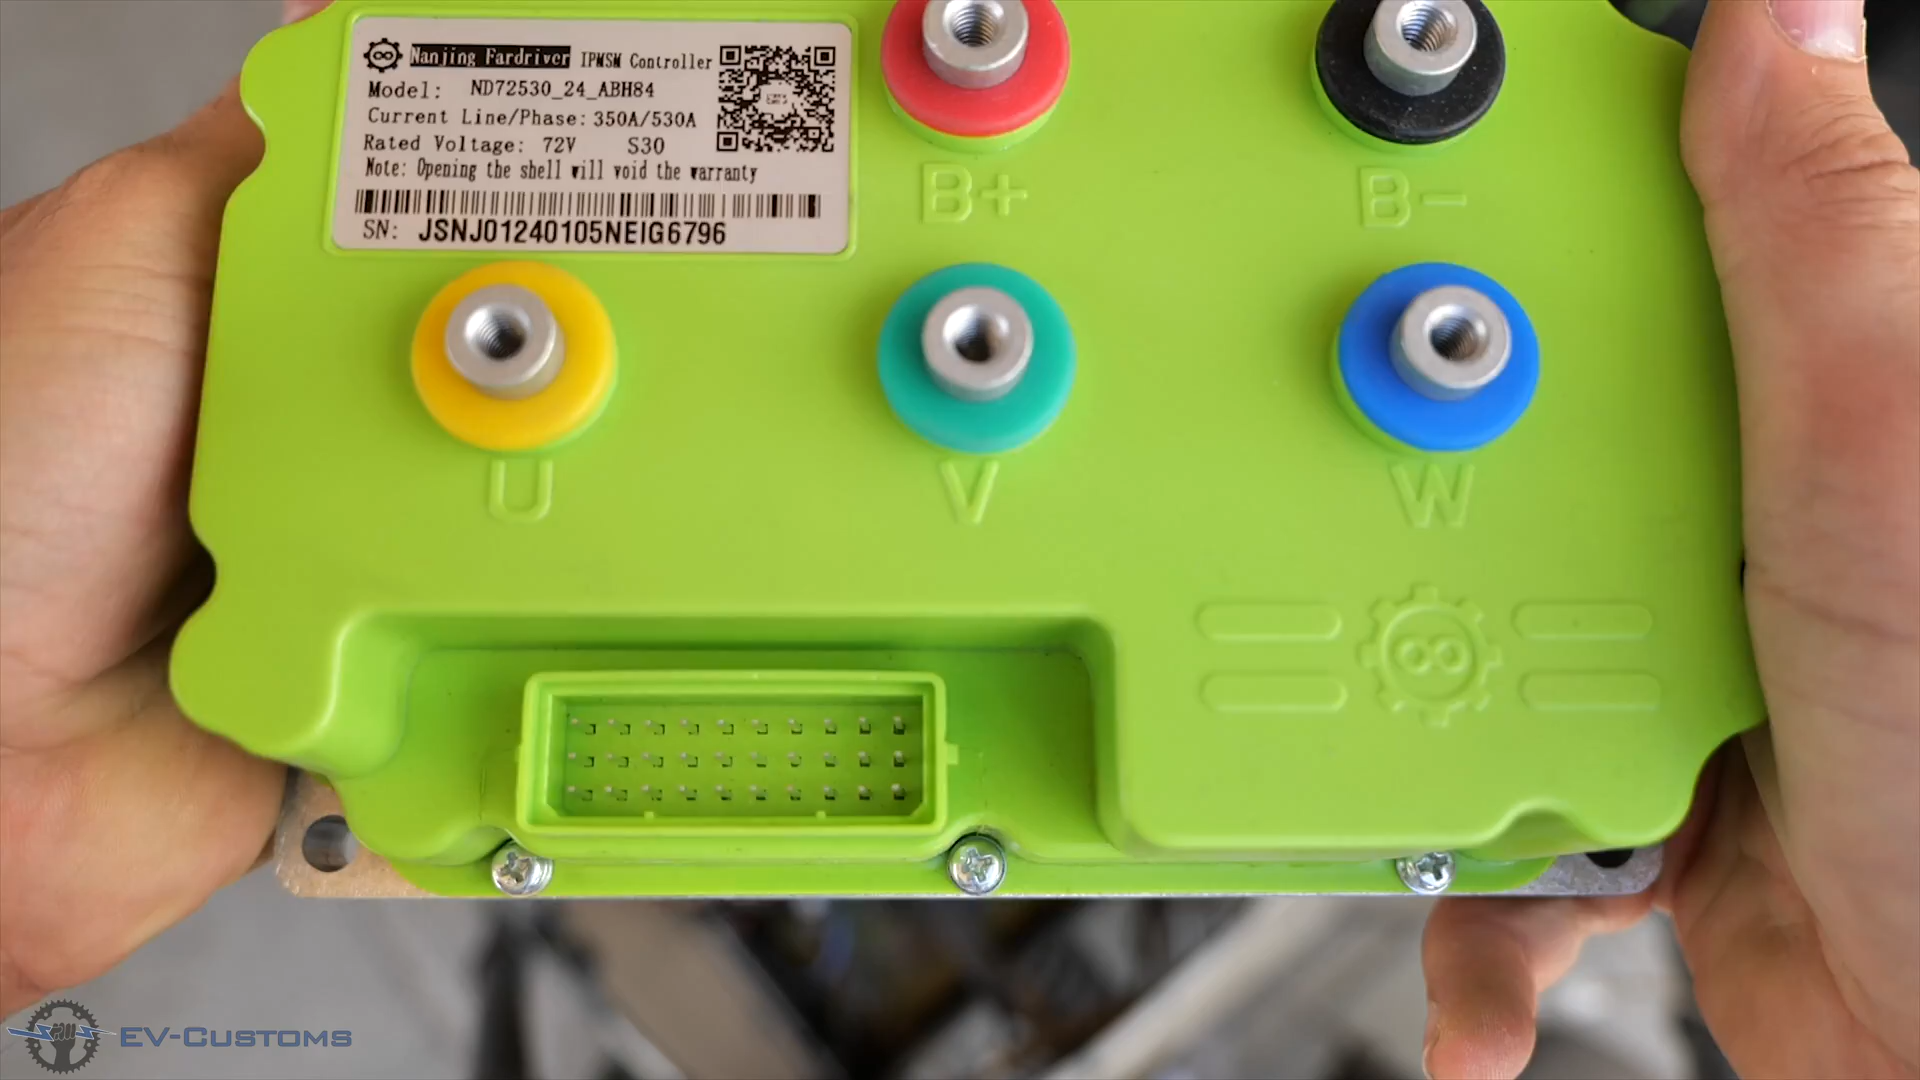 Nanjing Fardriver IPMSM Controller
Model: ND72530_24_ABH84
Current Line/Phase: 350A/530A
Rated Voltage: 72V S30
Note: Opening the shell will void the warranty
SN: JSNJ01240105NEIG6796
B+ B-
U V W
EV-Customs